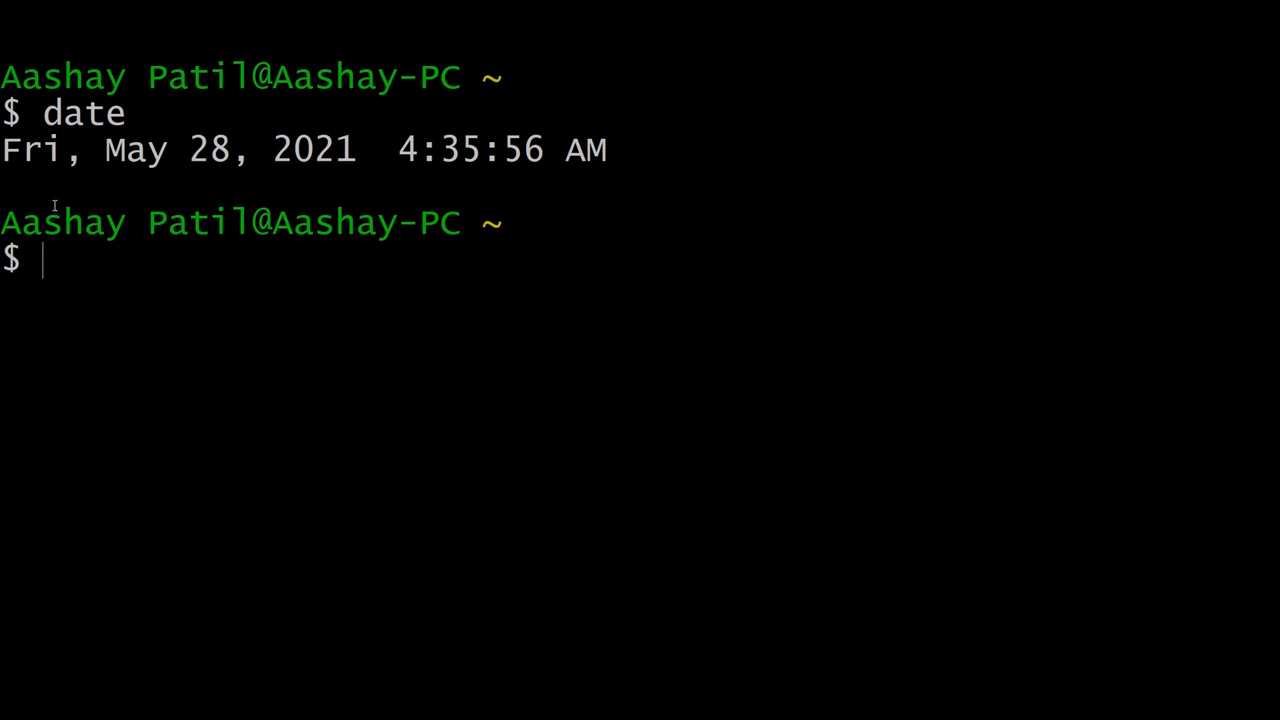 Aashay Patil@Aashay-PC ~
$ date
Fri, May 28, 2021  4:35:56 AM
Aashay Patil@Aashay-PC ~
$